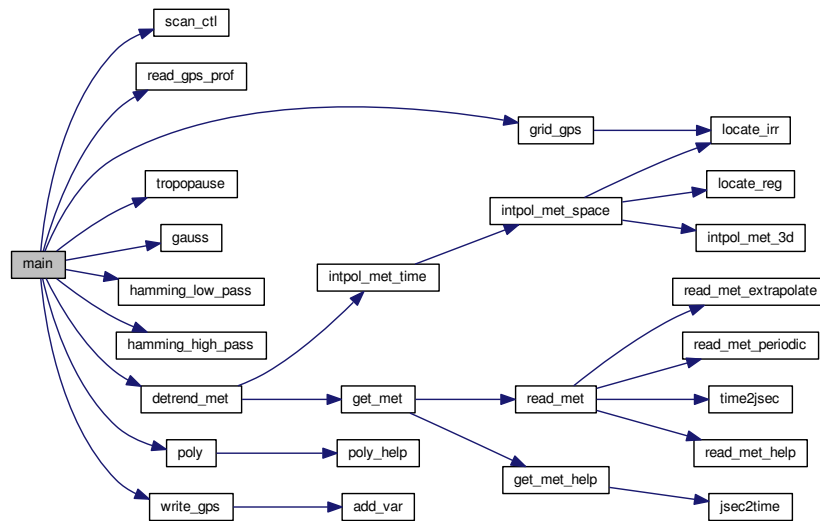 scan_ctl
read_gps_prof
grid_gps
locate_irr
tropopause
locate_reg
intpol_met_space
gauss
intpol_met_3d
main
intpol_met_time
hamming_low_pass
read_met_extrapolate
hamming_high_pass
read_met_periodic
detrend_met
get_met
read_met
time2jsec
poly
poly_help
read_met_help
get_met_help
write_gps
add_var
jsec2time